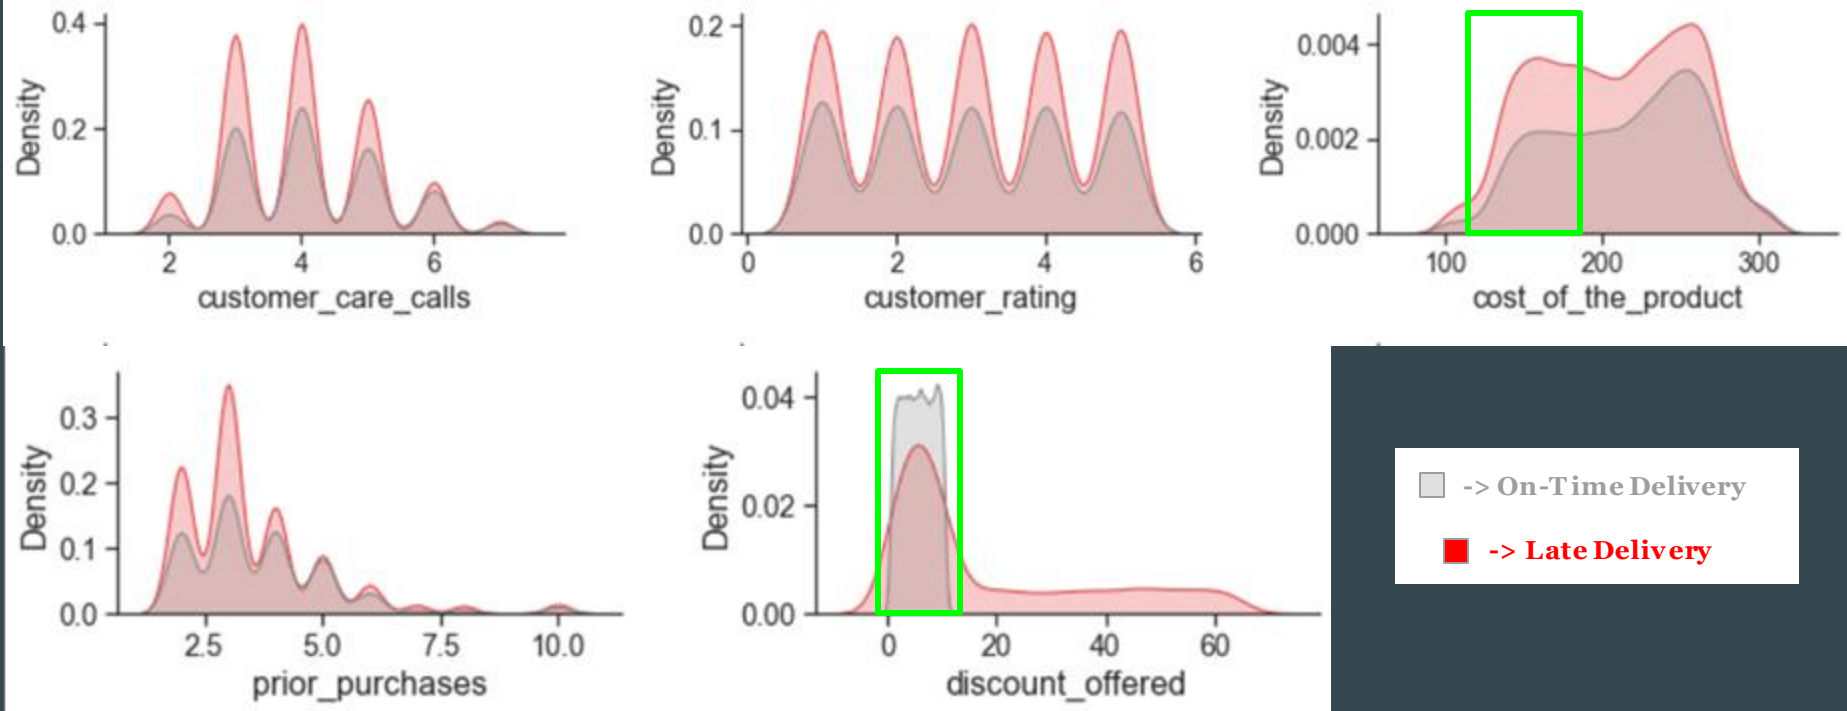 Density
0.4
0.2
0.0
2 4 6
customer_care_calls
Density
0.2
0.1
0.0
0 2 4 6
customer_rating
Density
0.004
0.002
0.000
100 200 300
cost_of_the_product
Density
0.3
0.2
0.1
0.0
2.5 5.0 7.5 10.0
prior_purchases
Density
0.04
0.02
0.00
0 20 40 60
discount_offered
-> On-Time Delivery
-> Late Delivery